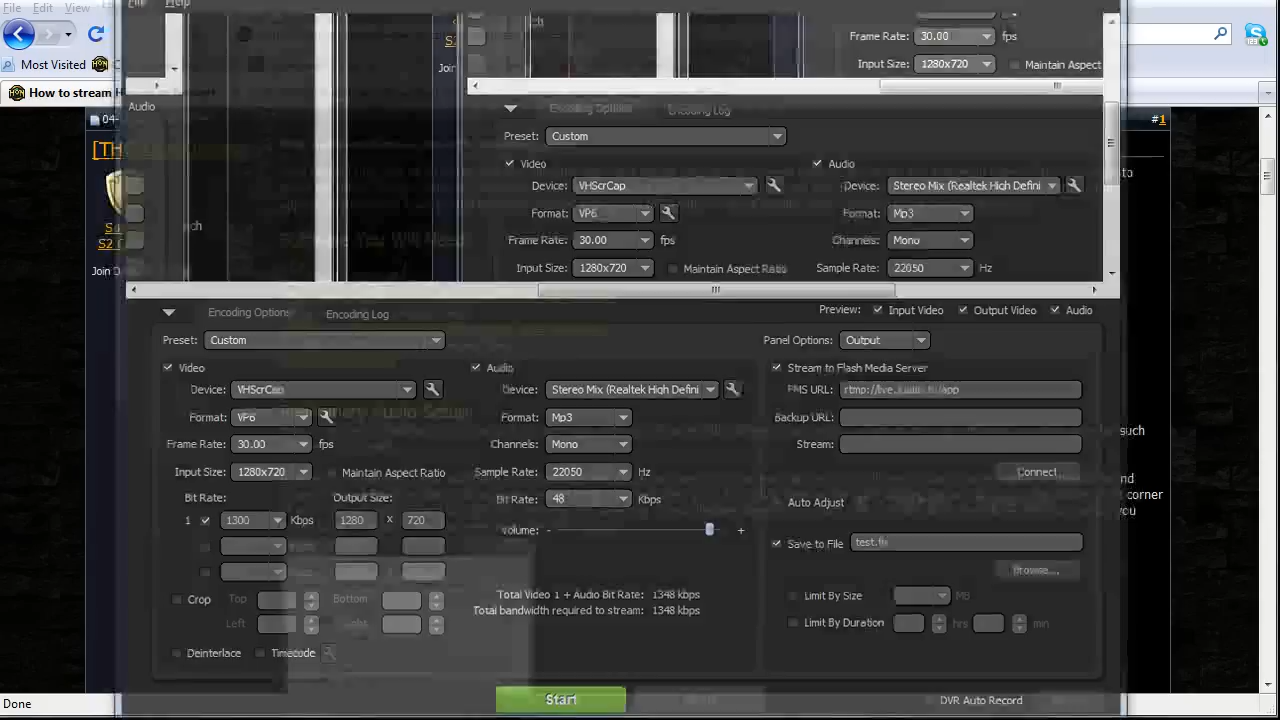 File Edit View
File Help
Most Visited
How to stream H
Audio
04-
#1
Join D
Frame Rate: 30.00 fps
Input Size: 1280x720 Maintain Aspect
Encoding Options Encoding Log
Preset: Custom
Video Audio
Device: VHScrCap Device: Stereo Mix (Realtek High Defini
Format: VP6 Format: Mp3
Frame Rate: 30.00 fps Channels: Mono
Input Size: 1280x720 Maintain Aspect Ratio Sample Rate: 22050 Hz
Software You Will Need
Preview: Input Video Output Video Audio
Encoding Options Encoding Log
Preset: Custom Panel Options: Output
Video Audio Stream to Flash Media Server
Device: VHScrCap Device: Stereo Mix (Realtek High Defini FMS URL:
Format: VP6 Format: Mp3 Backup URL:
Frame Rate: 30.00 fps Channels: Mono Stream:
Input Size: 1280x720 Maintain Aspect Ratio Sample Rate: 22050 Hz Connect
Bit Rate: Output Size: Bit Rate: 48 Kbps Auto Adjust
1 1300 Kbps 1280 x 720 Volume: - +
Save to File test.flv
Browse...
Total Video 1 + Audio Bit Rate: 1348 kbps
Total bandwidth required to stream: 1348 kbps
Limit By Size MB
Limit By Duration hrs min
Crop Top Bottom
Left Right
Deinterlace Timecode
Start
DVR Auto Record
such
and
corner
you
Done